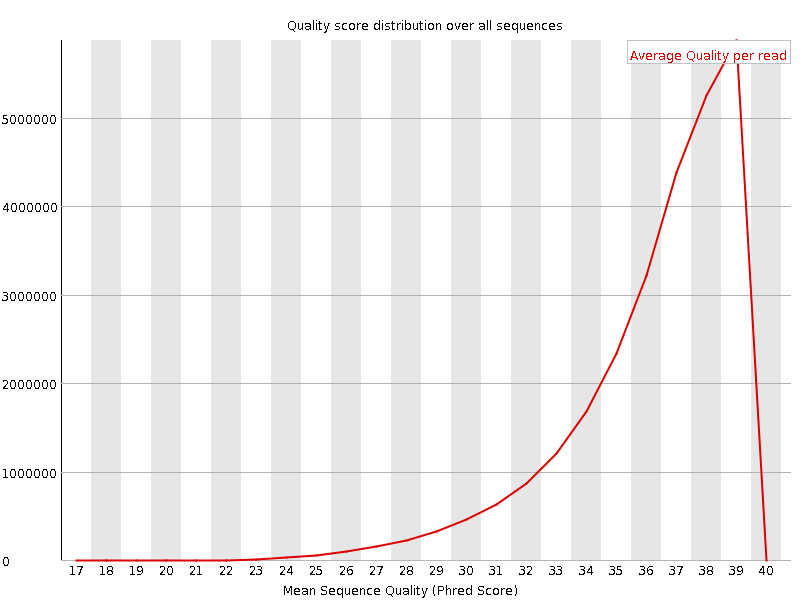 Quality score distribution over all sequences
Average Quality per read
5000000
4000000
3000000
2000000
1000000
0
17 18 19 20 21 22 23 24 25 26 27 28 29 30 31 32 33 34 35 36 37 38 39 40
Mean Sequence Quality (Phred Score)